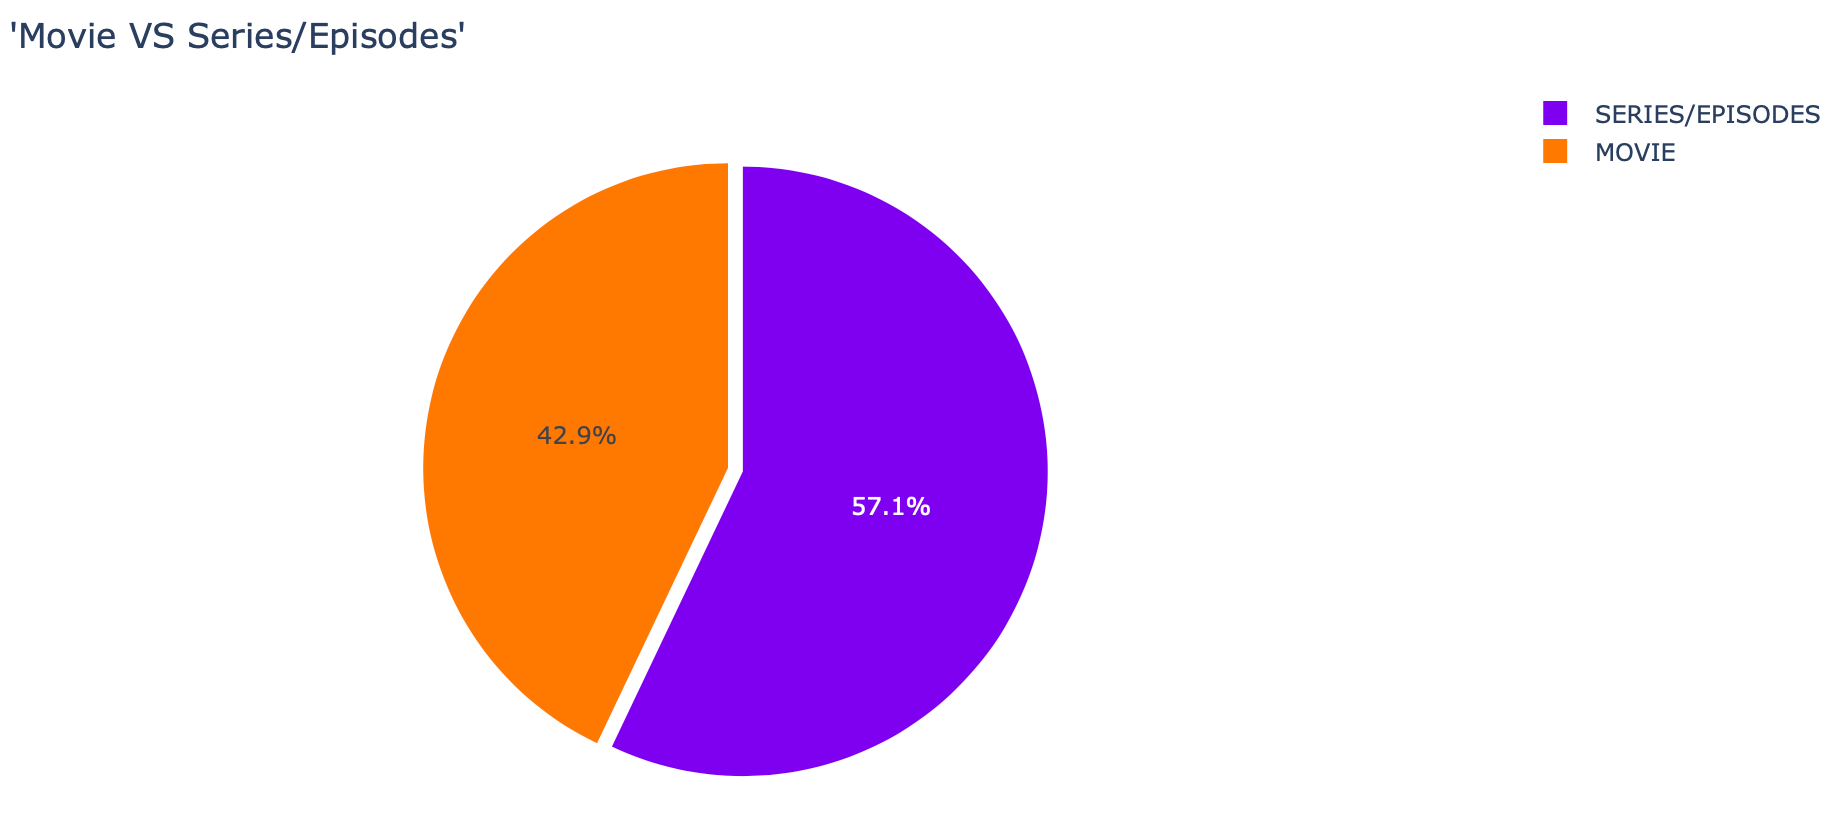 'Movie VS Series/Episodes'
SERIES/EPISODES
MOVIE
42.9%
57.1%